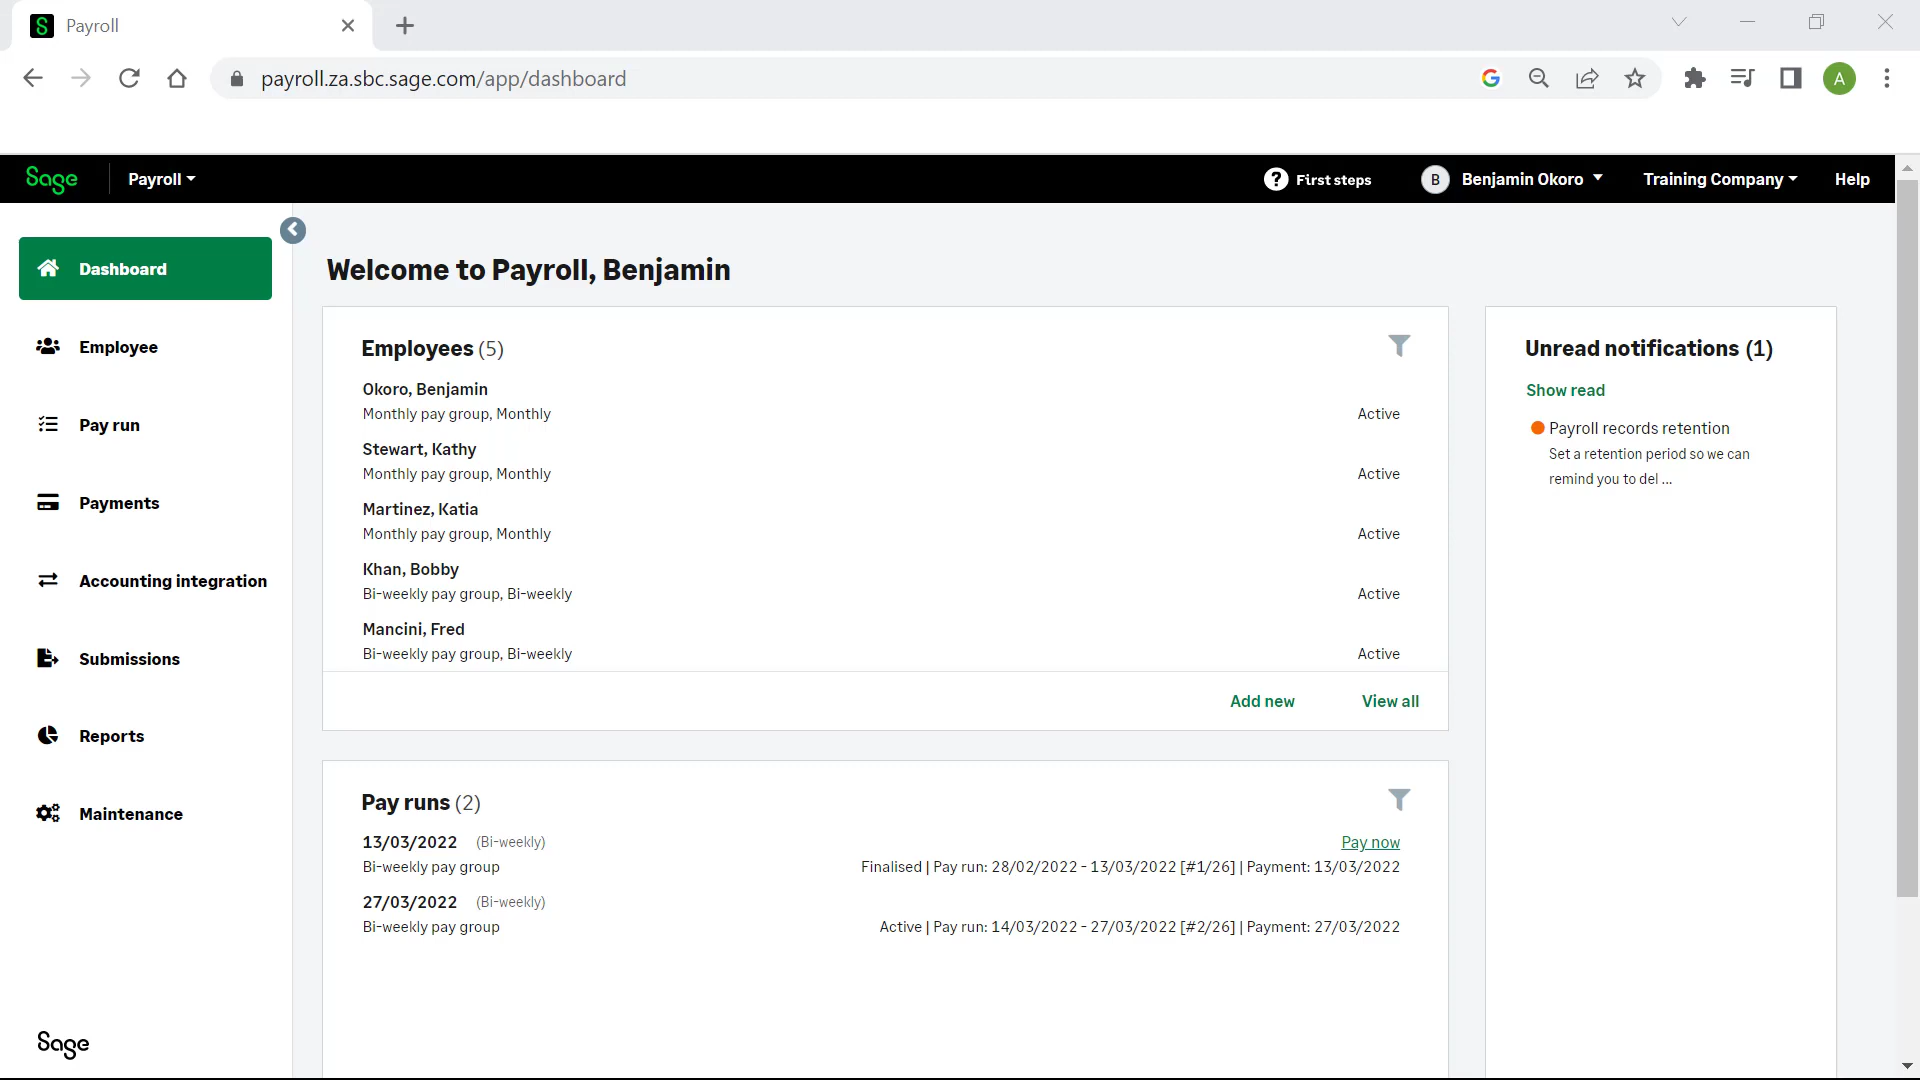 Payroll
payroll.za.sbc.sage.com/app/dashboard
A
Sage
Payroll
First steps
B
Benjamin Okoro
Training Company
Help
Dashboard
Employee
Pay run
Payments
Accounting integration
Submissions
Reports
Maintenance
Sage
Welcome to Payroll, Benjamin
Employees (5)
Okoro, Benjamin
Monthly pay group, Monthly
Active
Stewart, Kathy
Monthly pay group, Monthly
Active
Martinez, Katia
Monthly pay group, Monthly
Active
Khan, Bobby
Bi-weekly pay group, Bi-weekly
Active
Mancini, Fred
Bi-weekly pay group, Bi-weekly
Active
Add new
View all
Pay runs (2)
13/03/2022 (Bi-weekly)
Pay now
Bi-weekly pay group
Finalised | Pay run: 28/02/2022 - 13/03/2022 [#1/26] | Payment: 13/03/2022
27/03/2022 (Bi-weekly)
Bi-weekly pay group
Active | Pay run: 14/03/2022 - 27/03/2022 [#2/26] | Payment: 27/03/2022
Unread notifications (1)
Show read
Payroll records retention
Set a retention period so we can
remind you to del ...